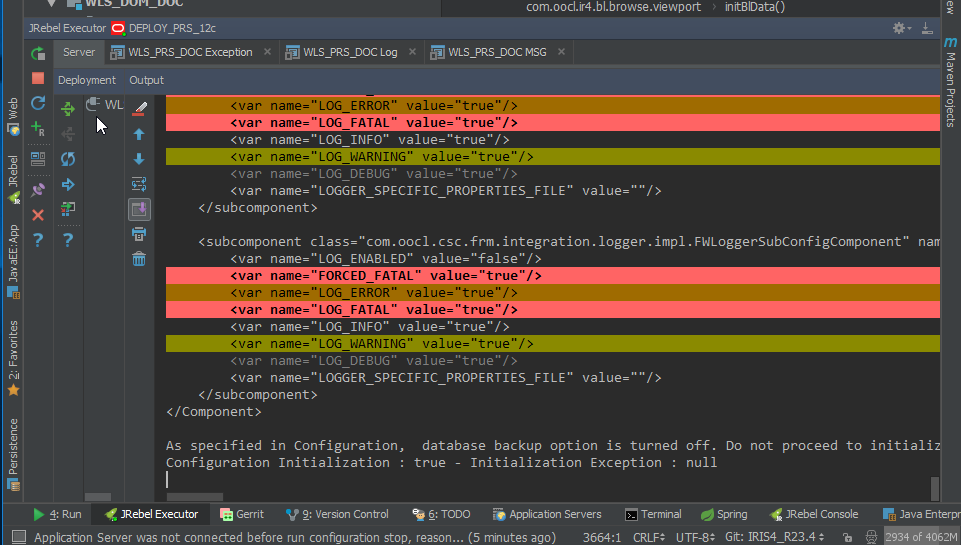 WLS_DOM_DOC
com.oocl.ir4.bl.browse.viewport › initBlData()
JRebel Executor DEPLOY_PRS_12c
Server WLS_PRS_DOC Exception × WLS_PRS_DOC Log × WLS_PRS_DOC MSG ×
Deployment Output
WL
<var name="LOG_ERROR" value="true"/>
<var name="LOG_FATAL" value="true"/>
<var name="LOG_INFO" value="true"/>
<var name="LOG_WARNING" value="true"/>
<var name="LOG_DEBUG" value="true"/>
<var name="LOGGER_SPECIFIC_PROPERTIES_FILE" value=""/>
</subcomponent>
<subcomponent class="com.oocl.csc.frm.integration.logger.impl.FWLoggerSubConfigComponent" nam
<var name="LOG_ENABLED" value="false"/>
<var name="FORCED_FATAL" value="true"/>
<var name="LOG_ERROR" value="true"/>
<var name="LOG_FATAL" value="true"/>
<var name="LOG_INFO" value="true"/>
<var name="LOG_WARNING" value="true"/>
<var name="LOG_DEBUG" value="true"/>
<var name="LOGGER_SPECIFIC_PROPERTIES_FILE" value=""/>
</subcomponent>
</Component>
As specified in Configuration,  database backup option is turned off. Do not proceed to initializ
Configuration Initialization : true - Initialization Exception : null
Web
JRebel
JavaEE:App
2: Favorites
Persistence
Maven Projects
4: Run JRebel Executor Gerrit 9: Version Control 6: TODO Application Servers Terminal Spring JRebel Console Java Enterpr
Application Server was not connected before run configuration stop, reason... (5 minutes ago) 3664:1 CRLF÷ UTF-8÷ Git: IRIS4_R23.4 ÷ 2934 of 4062M